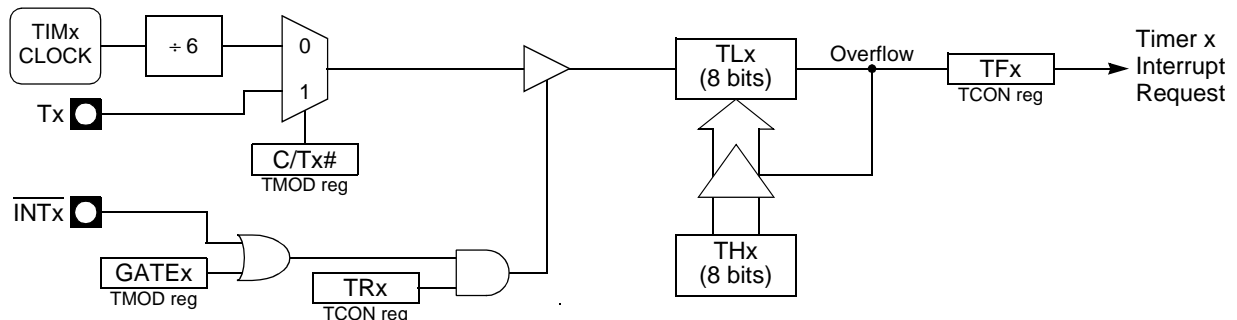 TIMx
CLOCK
÷ 6
0
1
Tx
C/Tx#
TMOD reg
INTx
GATEx
TMOD reg
TRx
TCON reg
TLx
(8 bits)
Overflow
TFx
TCON reg
Timer x
Interrupt
Request
THx
(8 bits)